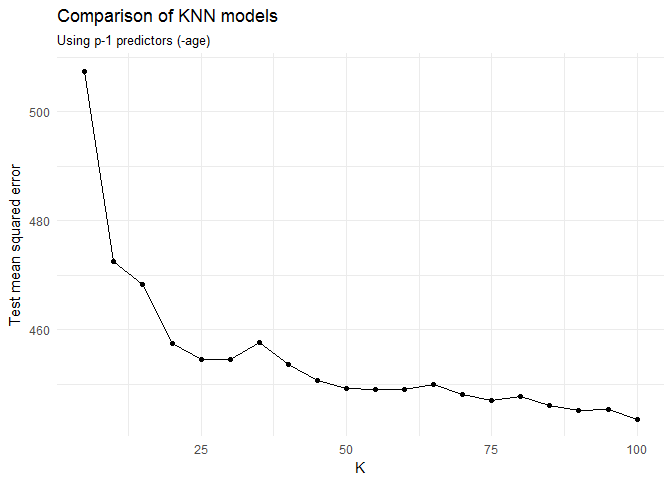 Comparison of KNN models
Using p-1 predictors (-age)
500
480
460
Test mean squared error
25 50 75 100
K